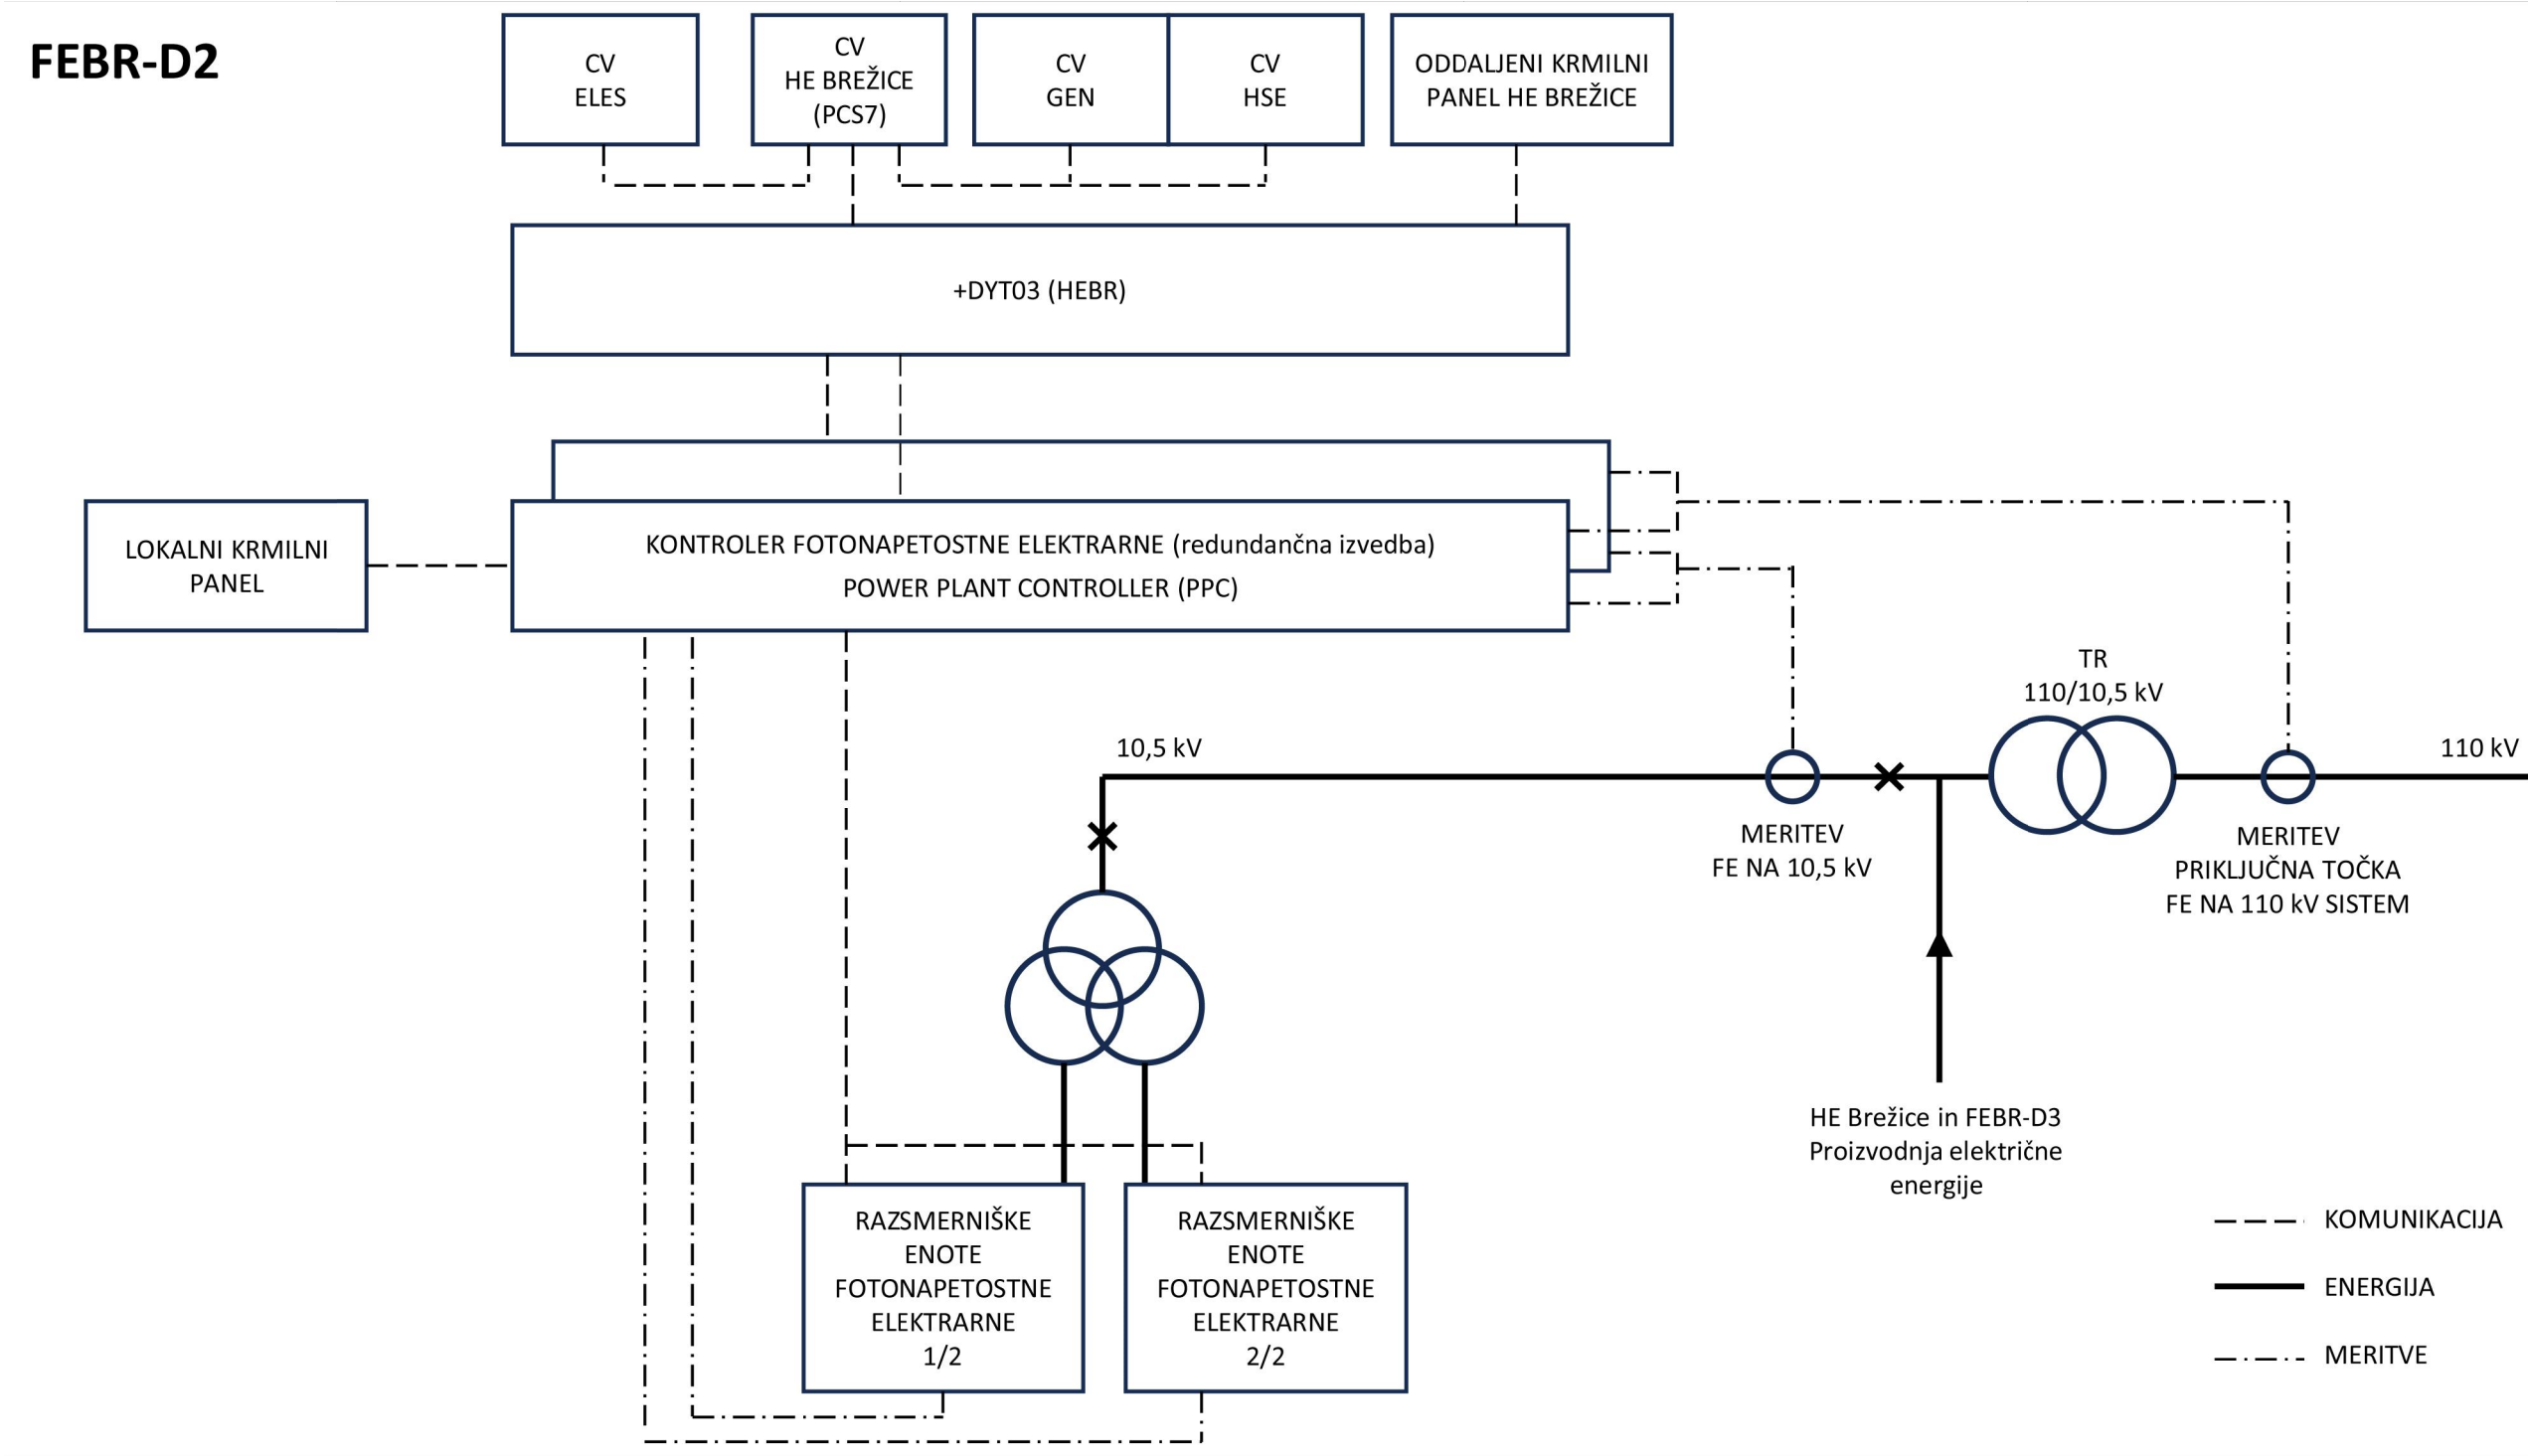 FEBR-D2
CV
ELES
CV
HE BREŽICE
(PCS7)
CV
GEN
CV
HSE
ODDALJENI KRMILNI
PANEL HE BREŽICE
+DYT03 (HEBR)
LOKALNI KRMILNI
PANEL
KONTROLER FOTONAPETOSTNE ELEKTRARNE (redundančna izvedba)
POWER PLANT CONTROLLER (PPC)
TR
110/10,5 kV
10,5 kV
110 kV
MERITEV
FE NA 10,5 kV
MERITEV
PRIKLJUČNA TOČKA
FE NA 110 kV SISTEM
HE Brežice in FEBR-D3
Proizvodnja električne
energije
RAZSMERNIŠKE
ENOTE
FOTONAPETOSTNE
ELEKTRARNE
1/2
RAZSMERNIŠKE
ENOTE
FOTONAPETOSTNE
ELEKTRARNE
2/2
KOMUNIKACIJA
ENERGIJA
MERITVE